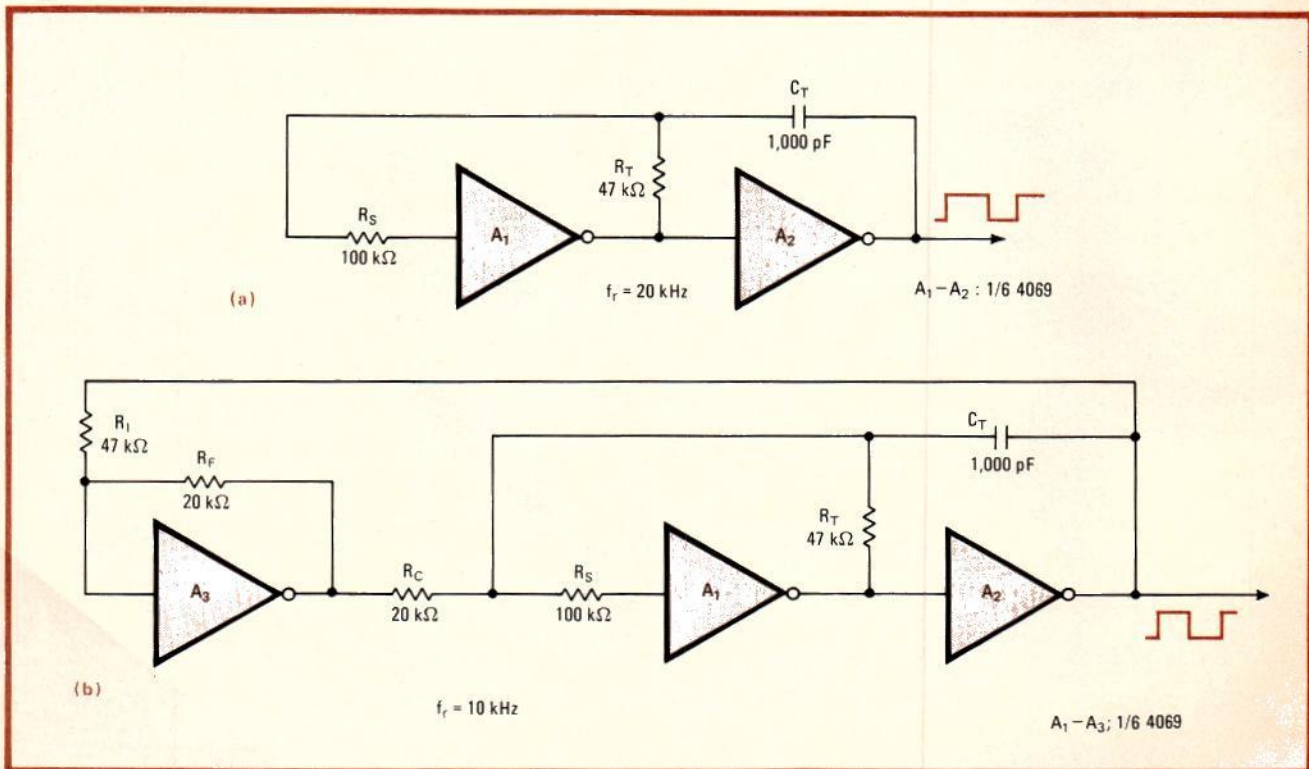 C_T
1,000 pF
R_T
47 kΩ
R_S
100 kΩ
A_1
A_2
(a)
f_r = 20 kHz
A_1–A_2 : 1/6 4069
R_I
47 kΩ
R_F
20 kΩ
C_T
1,000 pF
R_T
47 kΩ
A_3
R_C
20 kΩ
R_S
100 kΩ
A_1
A_2
(b)
f_r = 10 kHz
A_1–A_3; 1/6 4069